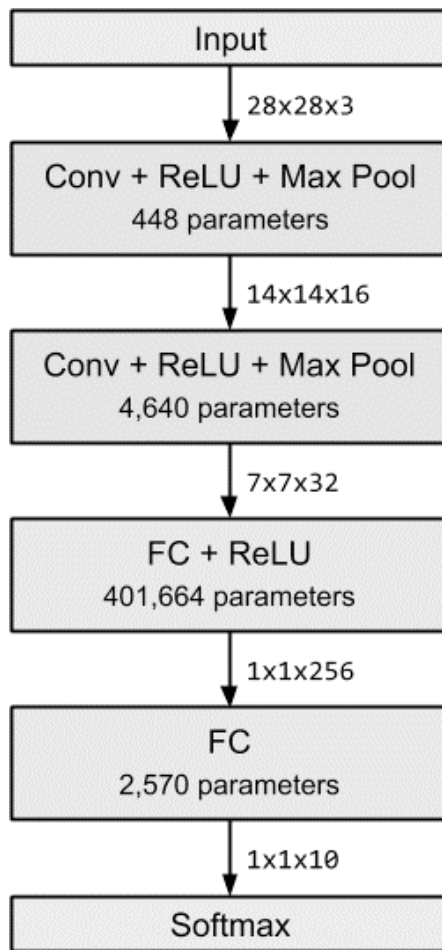 Input
28x28x3
Conv + ReLU + Max Pool
448 parameters
14x14x16
Conv + ReLU + Max Pool
4,640 parameters
7x7x32
FC + ReLU
401,664 parameters
1x1x256
FC
2,570 parameters
1x1x10
Softmax